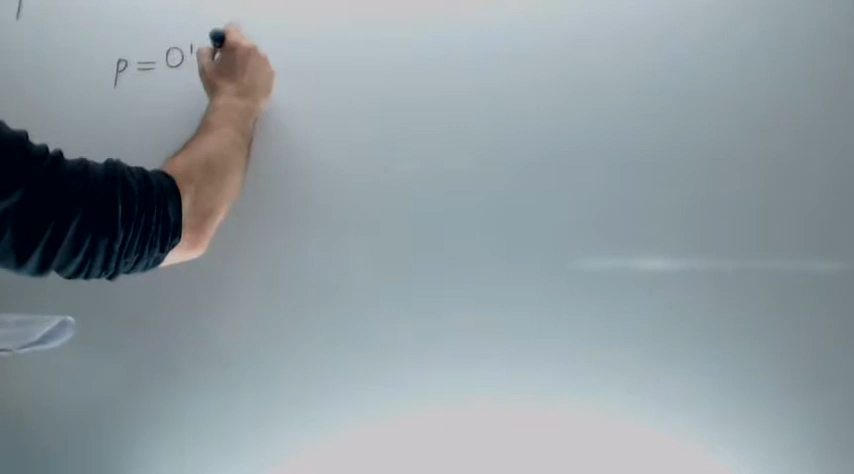 p = 0'